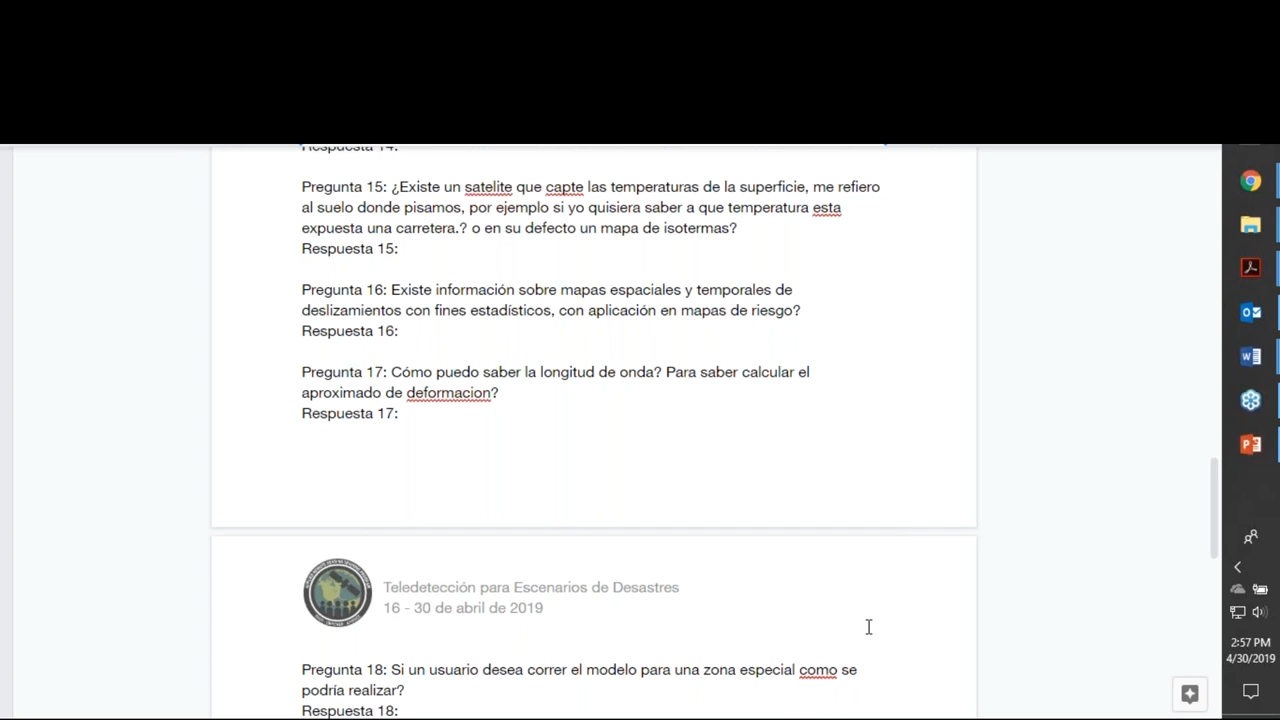 Respuesta 14:
Pregunta 15: ¿Existe un satelite que capte las temperaturas de la superficie, me refiero
al suelo donde pisamos, por ejemplo si yo quisiera saber a que temperatura esta
expuesta una carretera.? o en su defecto un mapa de isotermas?
Respuesta 15:
Pregunta 16: Existe información sobre mapas espaciales y temporales de
deslizamientos con fines estadísticos, con aplicación en mapas de riesgo?
Respuesta 16:
Pregunta 17: Cómo puedo saber la longitud de onda? Para saber calcular el
aproximado de deformacion?
Respuesta 17:
Teledetección para Escenarios de Desastres
16 - 30 de abril de 2019
Pregunta 18: Si un usuario desea correr el modelo para una zona especial como se
podría realizar?
Respuesta 18:
2:57 PM
4/30/2019